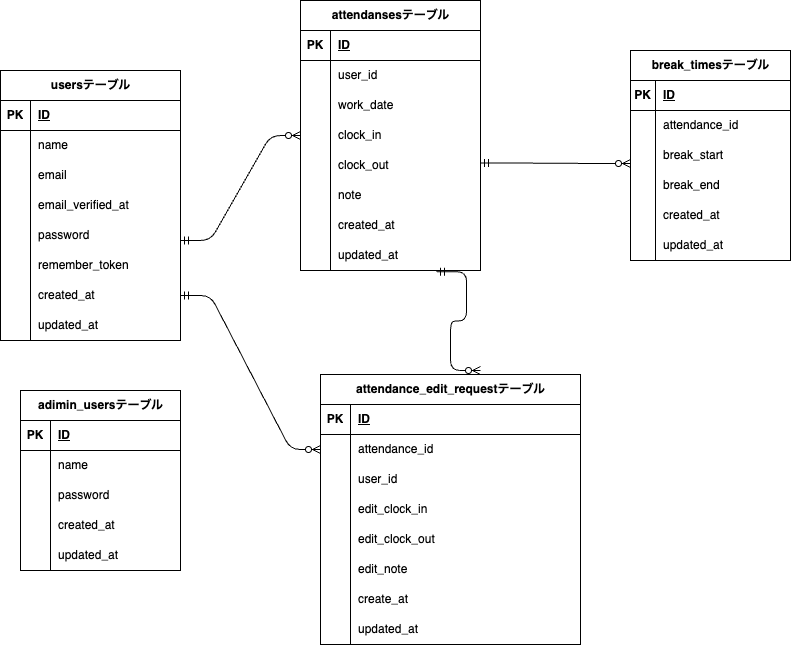 attendansesテーブル
PK ID
user_id
work_date
clock_in
clock_out
note
created_at
updated_at
usersテーブル
PK ID
name
email
email_verified_at
password
remember_token
created_at
updated_at
break_timesテーブル
PK ID
attendance_id
break_start
break_end
created_at
updated_at
adimin_usersテーブル
PK ID
name
password
created_at
updated_at
attendance_edit_requestテーブル
PK ID
attendance_id
user_id
edit_clock_in
edit_clock_out
edit_note
create_at
updated_at